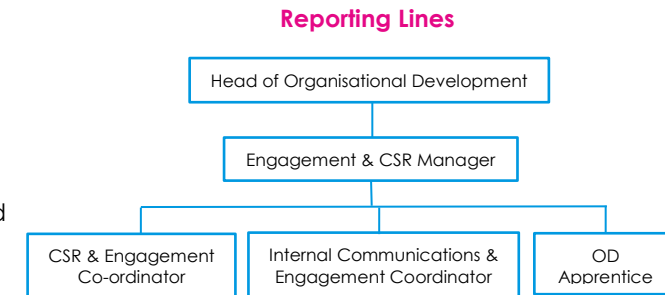 Reporting Lines
Head of Organisational Development
Engagement & CSR Manager
d
CSR & Engagement
Co-ordinator
Internal Communications &
Engagement Coordinator
OD
Apprentice